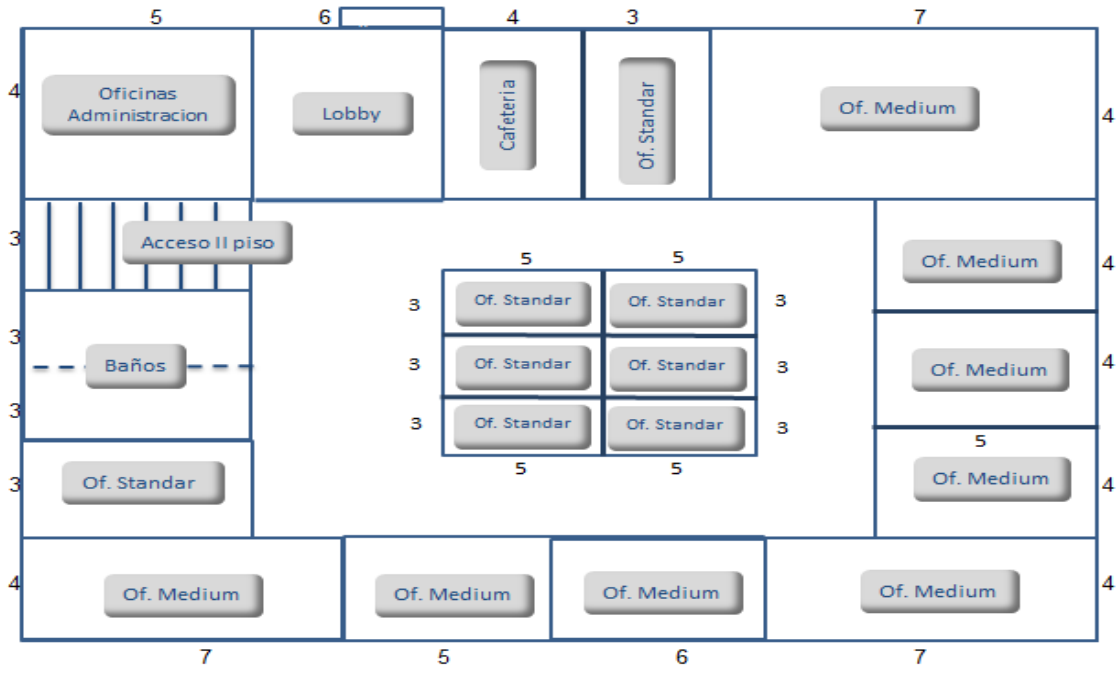 5 6 4 3 7
4 Oficinas
Administracion
Lobby
Cafeteria
Of. Standar
Of. Medium
4
3 Acceso II piso
Of. Medium 4
5 5
3 Of. Standar Of. Standar 3
3 Baños
3 Of. Standar Of. Standar 3
Of. Medium 4
3
3 Of. Standar Of. Standar 3
5
5 5
3 Of. Standar
Of. Medium 4
4 Of. Medium Of. Medium Of. Medium Of. Medium 4
7 5 6 7